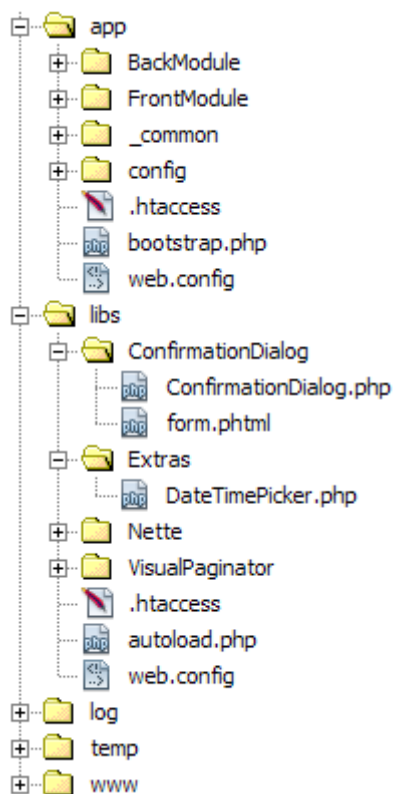 app
BackModule
FrontModule
_common
config
.htaccess
bootstrap.php
web.config
libs
ConfirmationDialog
ConfirmationDialog.php
form.phtml
Extras
DateTimePicker.php
Nette
VisualPaginator
.htaccess
autoload.php
web.config
log
temp
www